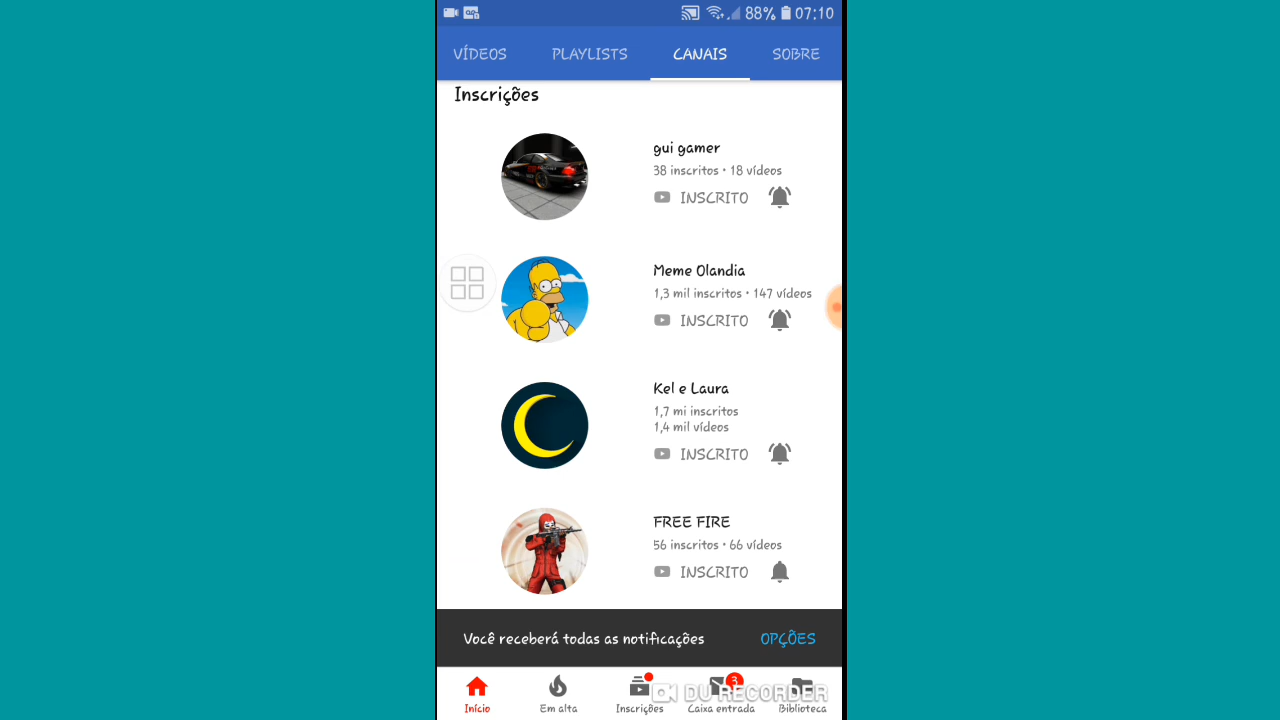 88% 07:10
VÍDEOS PLAYLISTS CANAIS SOBRE
Inscrições
gui gamer
38 inscritos • 18 vídeos
INSCRITO
Meme Olandia
1,3 mil inscritos • 147 vídeos
INSCRITO
Kel e Laura
1,7 mi inscritos
1,4 mil vídeos
INSCRITO
FREE FIRE
56 inscritos • 66 vídeos
INSCRITO
Você receberá todas as notificações OPÇÕES
3
DU RECORDER
Início Em alta Inscrições Caixa entrada Biblioteca